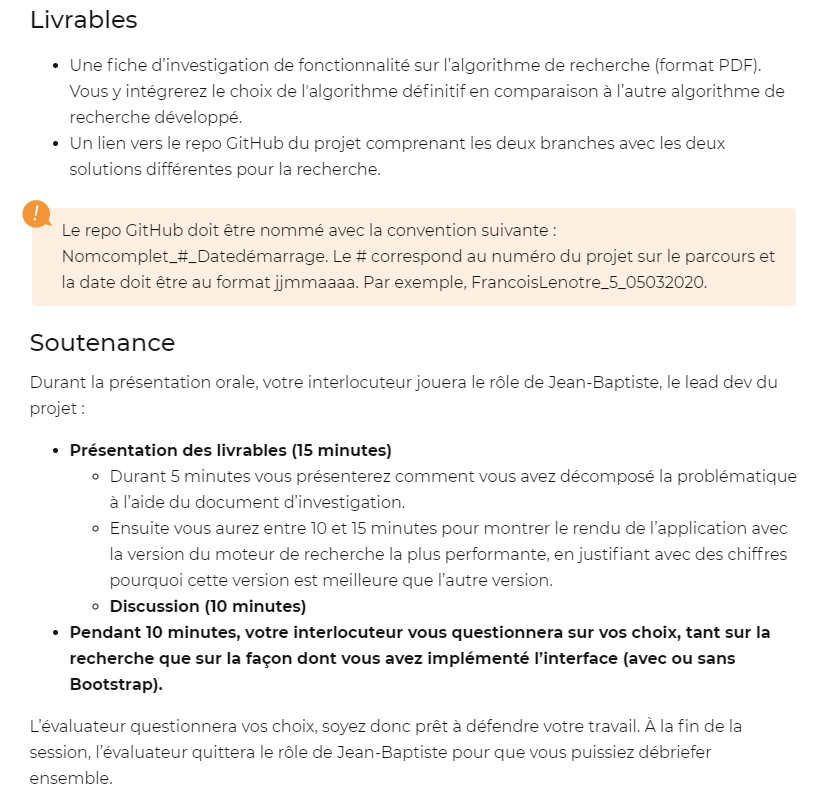 Livrables
• Une fiche d’investigation de fonctionnalité sur l’algorithme de recherche (format PDF).
Vous y intégrerez le choix de l'algorithme définitif en comparaison à l’autre algorithme de
recherche développé.
• Un lien vers le repo GitHub du projet comprenant les deux branches avec les deux
solutions différentes pour la recherche.
!
Le repo GitHub doit être nommé avec la convention suivante :
Nomcomplet_#_Datedémarrage. Le # correspond au numéro du projet sur le parcours et
la date doit être au format jjmmaaaa. Par exemple, FrancoisLenotre_5_05032020.
Soutenance
Durant la présentation orale, votre interlocuteur jouera le rôle de Jean-Baptiste, le lead dev du
projet :
• Présentation des livrables (15 minutes)
◦ Durant 5 minutes vous présenterez comment vous avez décomposé la problématique
à l’aide du document d’investigation.
◦ Ensuite vous aurez entre 10 et 15 minutes pour montrer le rendu de l’application avec
la version du moteur de recherche la plus performante, en justifiant avec des chiffres
pourquoi cette version est meilleure que l’autre version.
◦ Discussion (10 minutes)
• Pendant 10 minutes, votre interlocuteur vous questionnera sur vos choix, tant sur la
recherche que sur la façon dont vous avez implémenté l’interface (avec ou sans
Bootstrap).
L’évaluateur questionnera vos choix, soyez donc prêt à défendre votre travail. À la fin de la
session, l’évaluateur quittera le rôle de Jean-Baptiste pour que vous puissiez débriefer
ensemble.